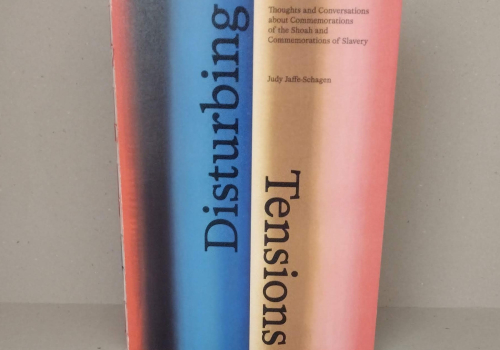 Disturbing
Tensions
Thoughts and Conversations
about Commemorations
of the Shoah and
Commemorations of Slavery
Judy Jaffe-Schagen